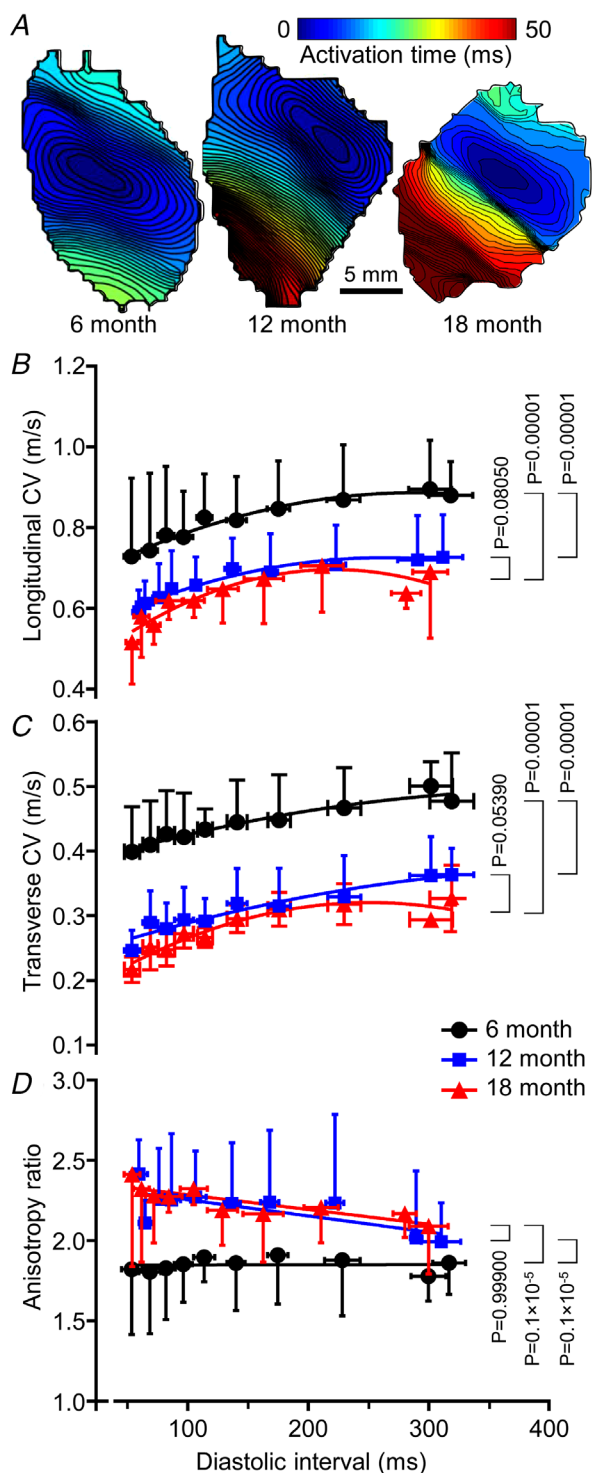 A
0
50
Activation time (ms)
5 mm
6 month
12 month
18 month
B
1.2
1.0
0.8
0.6
0.4
Longitudinal CV (m/s)
P=0.08050
P=0.00001
P=0.00001
C
0.6
0.5
0.4
0.3
0.2
0.1
Transverse CV (m/s)
P=0.05390
P=0.00001
P=0.00001
6 month
12 month
18 month
D
3.0
2.5
2.0
1.5
1.0
Anisotropy ratio
P=0.99900
P=0.1×10⁻⁵
P=0.1×10⁻⁵
100
200
300
400
Diastolic interval (ms)